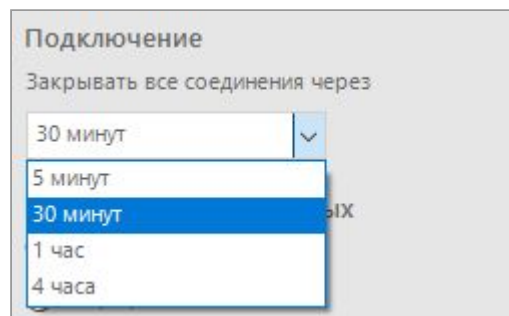 Подключение
Закрывать все соединения через
30 минут
5 минут
30 минут
1 час
4 часа